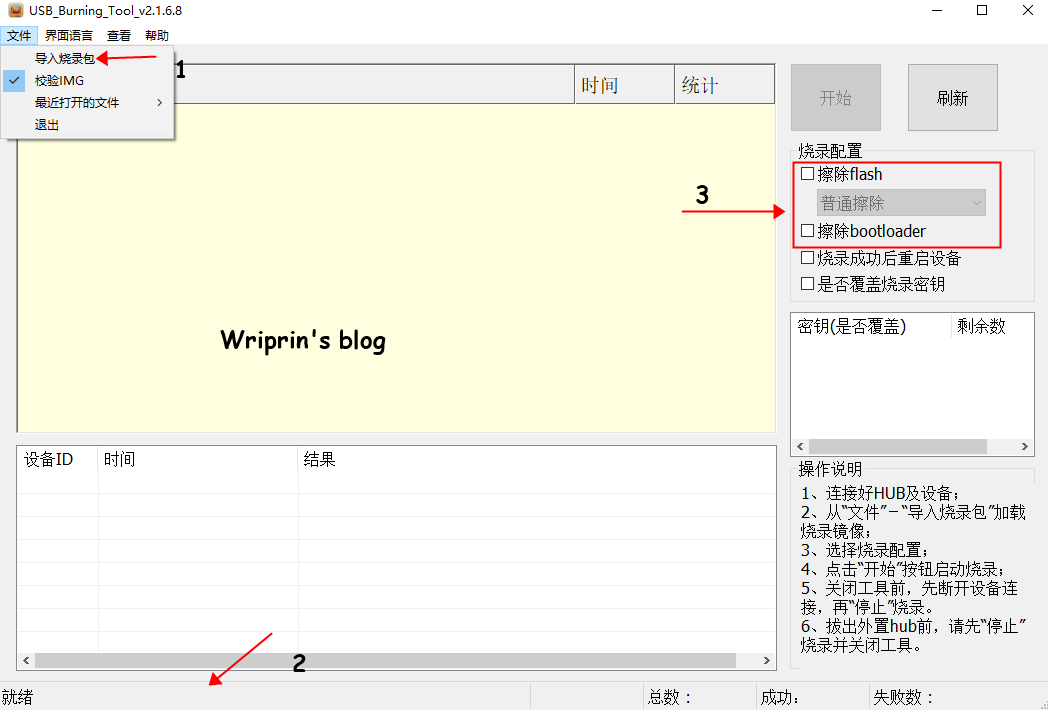 USB_Burning_Tool_v2.1.6.8
文件 界面语言 查看 帮助
导入烧录包
校验IMG
最近打开的文件
退出
1
时间 统计
开始 刷新
烧录配置
擦除flash
普通擦除
擦除bootloader
烧录成功后重启设备
是否覆盖烧录密钥
3
Wriprin's blog
密钥(是否覆盖) 剩余数
设备ID 时间 结果
操作说明
1、连接好HUB及设备；
2、从“文件”－“导入烧录包”加载
烧录镜像；
3、选择烧录配置；
4、点击“开始”按钮启动烧录；
5、关闭工具前，先断开设备连
接，再“停止”烧录。
6、拔出外置hub前，请先“停止”
烧录并关闭工具。
2
就绪 总数： 成功： 失败数：